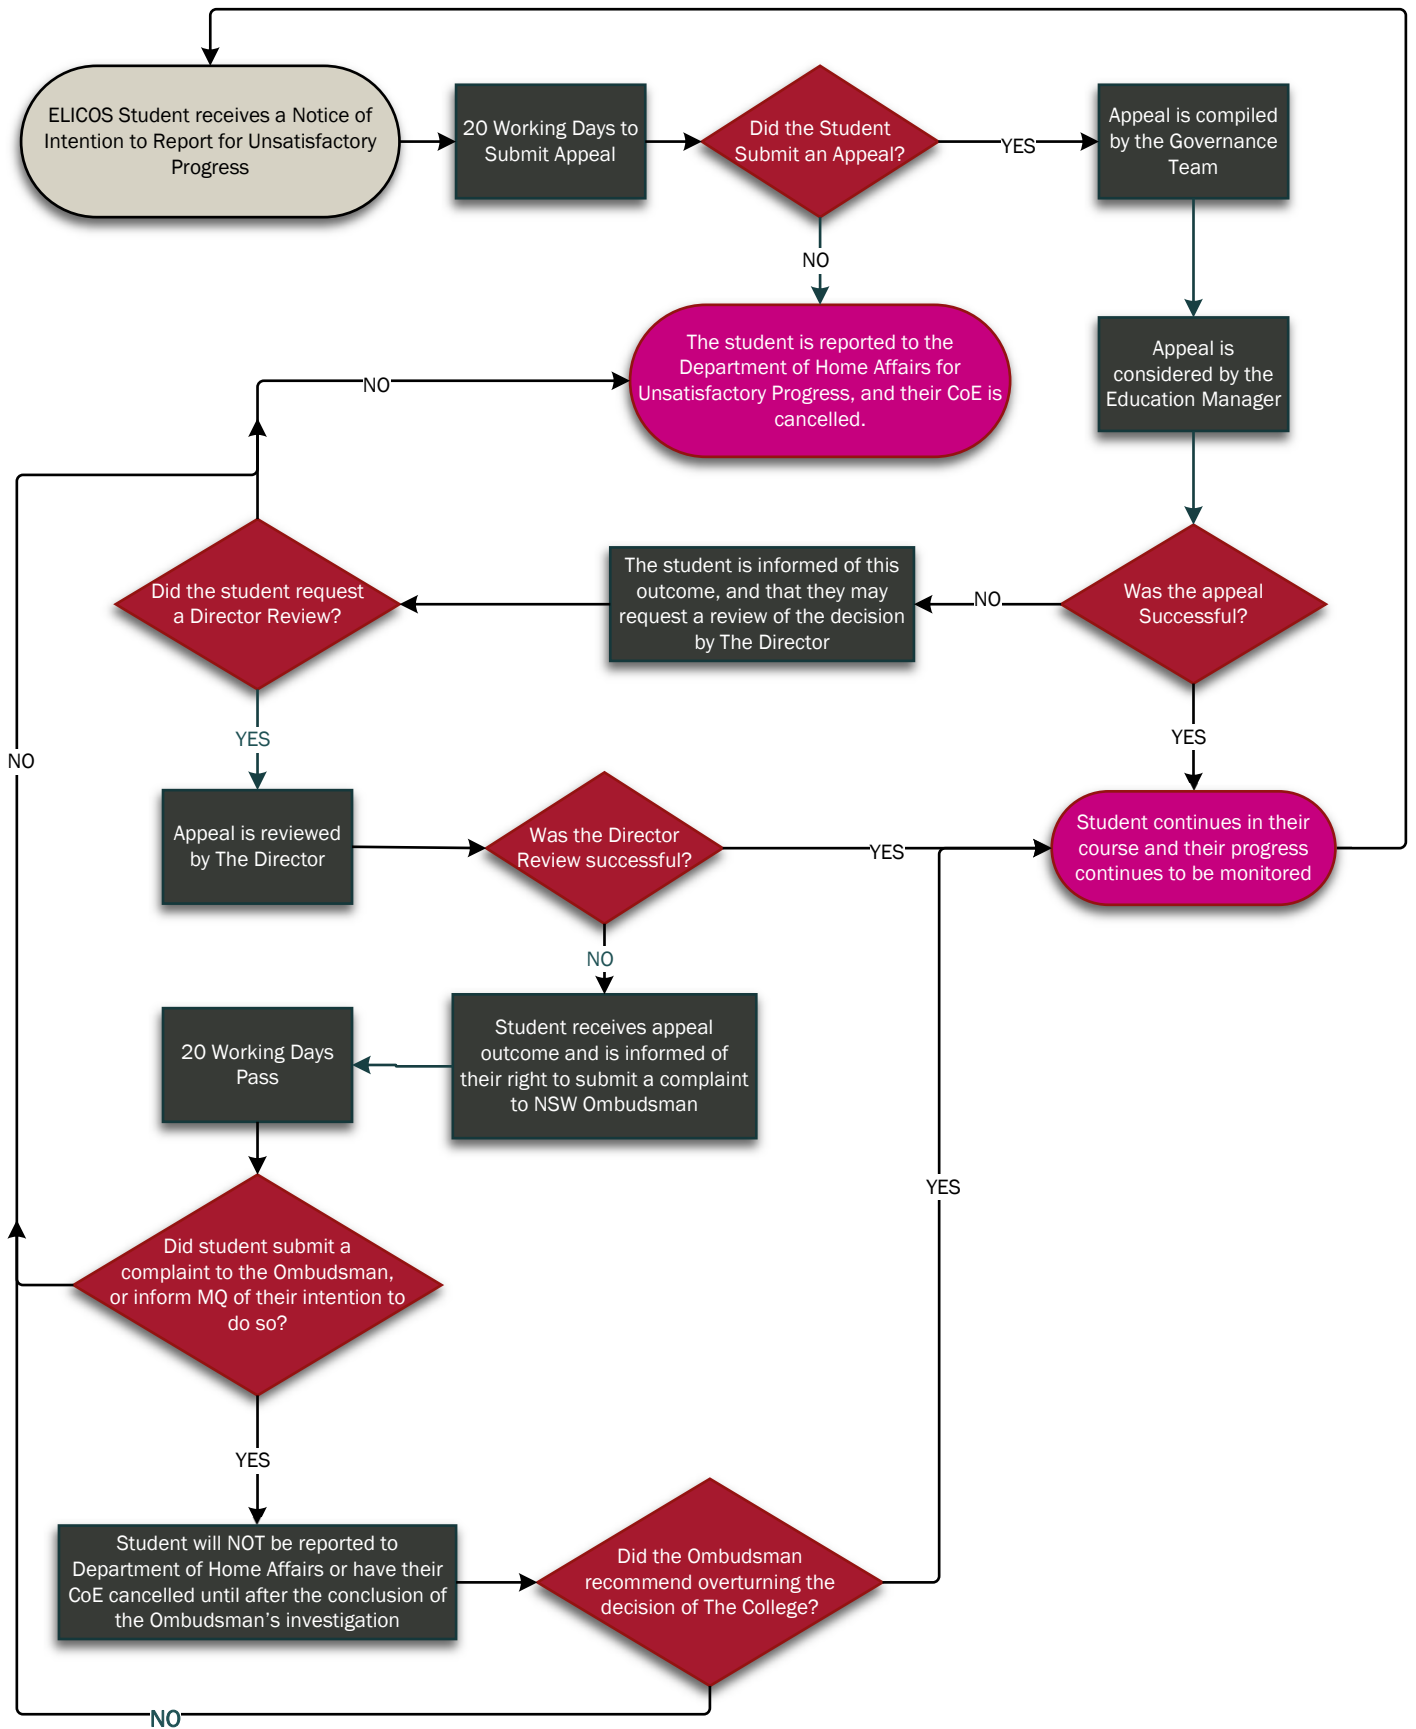 ELICOS Student receives a Notice of
Intention to Report for Unsatisfactory
Progress
20 Working Days to
Submit Appeal
Did the Student
Submit an Appeal?
YES
Appeal is compiled
by the Governance
Team
NO
The student is reported to the
Department of Home Affairs for
Unsatisfactory Progress, and their CoE is
cancelled.
Appeal is
considered by the
Education Manager
NO
Was the appeal
Successful?
NO
The student is informed of this
outcome, and that they may
request a review of the decision
by The Director
Did the student request
a Director Review?
YES
YES
NO
Appeal is reviewed
by The Director
Was the Director
Review successful?
YES
Student continues in their
course and their progress
continues to be monitored
NO
Student receives appeal
outcome and is informed of
their right to submit a complaint
to NSW Ombudsman
20 Working Days
Pass
YES
Did student submit a
complaint to the Ombudsman,
or inform MQ of their intention to
do so?
YES
Student will NOT be reported to
Department of Home Affairs or have their
CoE cancelled until after the conclusion of
the Ombudsman's investigation
Did the Ombudsman
recommend overturning the
decision of The College?
NO